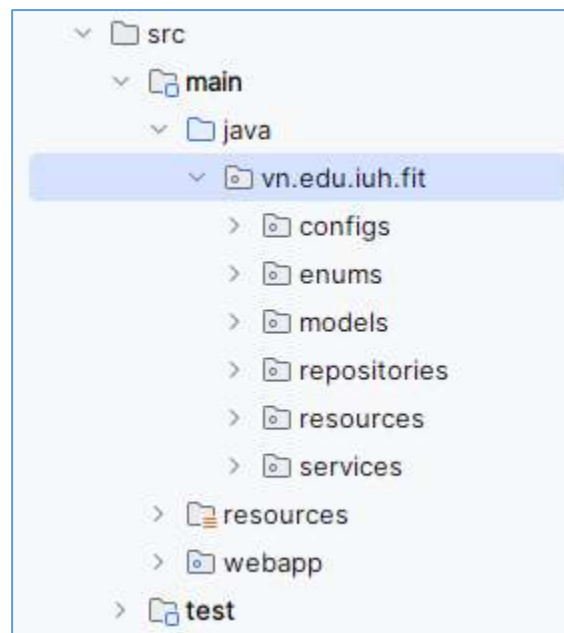 src
main
java
vn.edu.iuh.fit
configs
enums
models
repositories
resources
services
resources
webapp
test